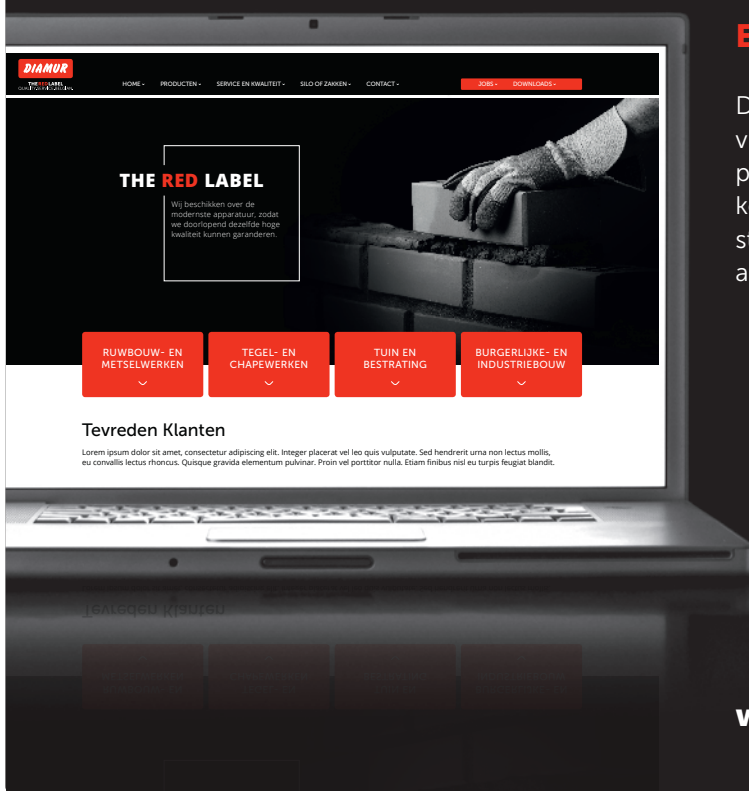 DIAMUR
THE RED LABEL
HOME
PRODUCTEN
SERVICE EN KWALITEIT
SILO OF ZAKKEN
CONTACT
JOBS
DOWNLOADS
THE RED LABEL
Wij beschikken over de
modernste apparatuur, zodat
we doorlopend dezelfde hoge
kwaliteit kunnen garanderen.
RUWBOUW- EN
METSELWERKEN
TEGEL- EN
CHAPEWERKEN
TUIN EN
BESTRATING
BURGERLIJKE- EN
INDUSTRIEBOUW
Tevreden Klanten
Lorem ipsum dolor sit amet, consectetur adipiscing elit. Integer placerat vel leo quis vulputate. Sed hendrerit urna non lectus mollis,
eu convallis lectus rhoncus. Quisque gravida elementum pulvinar. Proin vel porttitor nulla. Etiam finibus nisl eu turpis feugiat blandit.